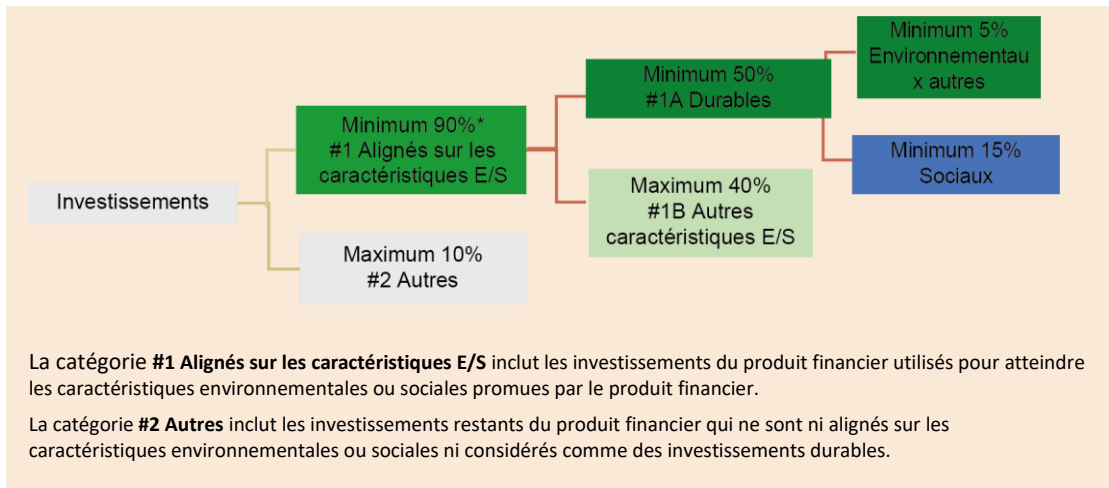 Minimum 5%
Environnementau
x autres
Minimum 50%
#1A Durables
Minimum 90%*
#1 Alignés sur les
caractéristiques E/S
Minimum 15%
Sociaux
Investissements
Maximum 40%
#1B Autres
caractéristiques E/S
Maximum 10%
#2 Autres
La catégorie #1 Alignés sur les caractéristiques E/S inclut les investissements du produit financier utilisés pour atteindre
les caractéristiques environnementales ou sociales promues par le produit financier.
La catégorie #2 Autres inclut les investissements restants du produit financier qui ne sont ni alignés sur les
caractéristiques environnementales ou sociales ni considérés comme des investissements durables.